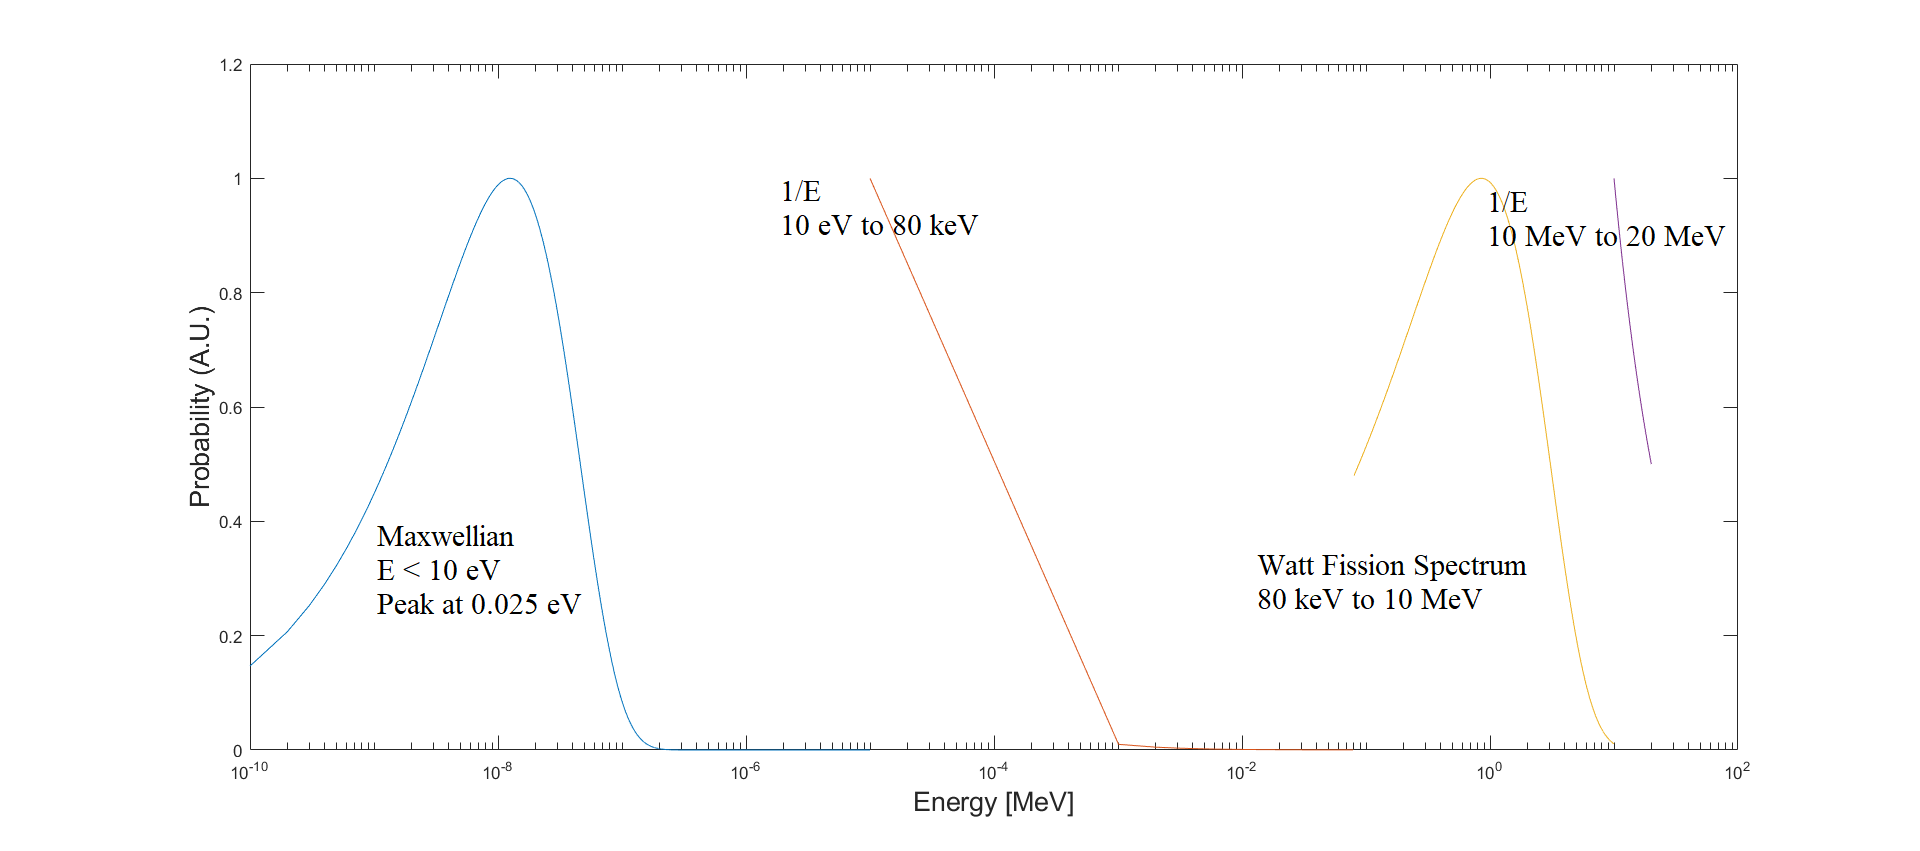 1.2
1
0.8
0.6
0.4
0.2
0
Probability (A.U.)
1/E
10 eV to 80 keV
1/E
10 MeV to 20 MeV
Maxwellian
E < 10 eV
Peak at 0.025 eV
Watt Fission Spectrum
80 keV to 10 MeV
10^-10 10^-8 10^-6 10^-4 10^-2 10^0 10^2
Energy [MeV]